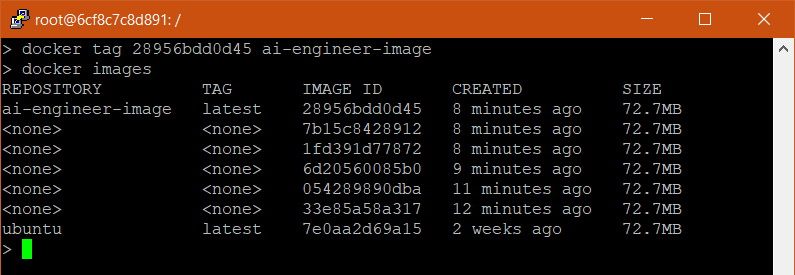 root@6cf8c7c8d891: /
> docker tag 28956bdd0d45 ai-engineer-image
> docker images
REPOSITORY TAG IMAGE ID CREATED SIZE
ai-engineer-image latest 28956bdd0d45 8 minutes ago 72.7MB
<none> <none> 7b15c8428912 8 minutes ago 72.7MB
<none> <none> 1fd391d77872 8 minutes ago 72.7MB
<none> <none> 6d20560085b0 9 minutes ago 72.7MB
<none> <none> 054289890dba 11 minutes ago 72.7MB
<none> <none> 33e85a58a317 12 minutes ago 72.7MB
ubuntu latest 7e0aa2d69a15 2 weeks ago 72.7MB
>